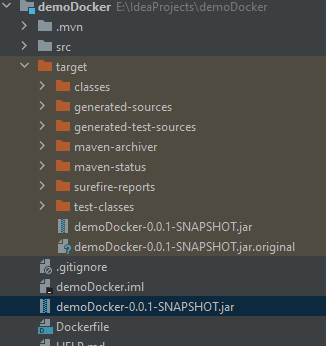 demoDocker E:\IdeaProjects\demoDocker
.mvn
src
target
classes
generated-sources
generated-test-sources
maven-archiver
maven-status
surefire-reports
test-classes
demoDocker-0.0.1-SNAPSHOT.jar
demoDocker-0.0.1-SNAPSHOT.jar.original
.gitignore
demoDocker.iml
demoDocker-0.0.1-SNAPSHOT.jar
Dockerfile
HELP.md